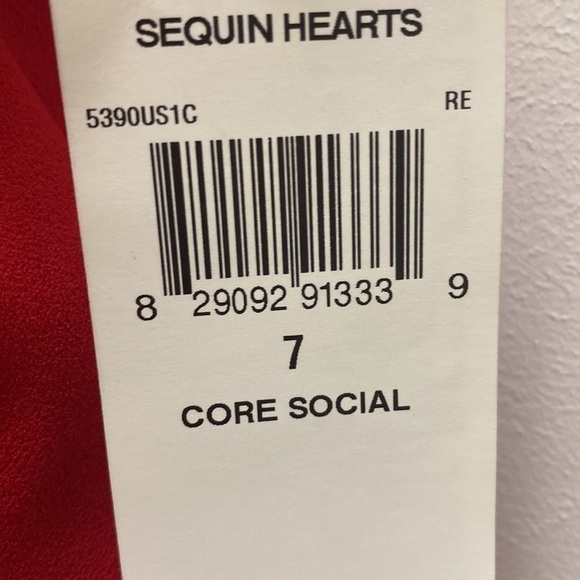 SEQUIN HEARTS
5390US1C RE
8 29092 91333 9
7
CORE SOCIAL